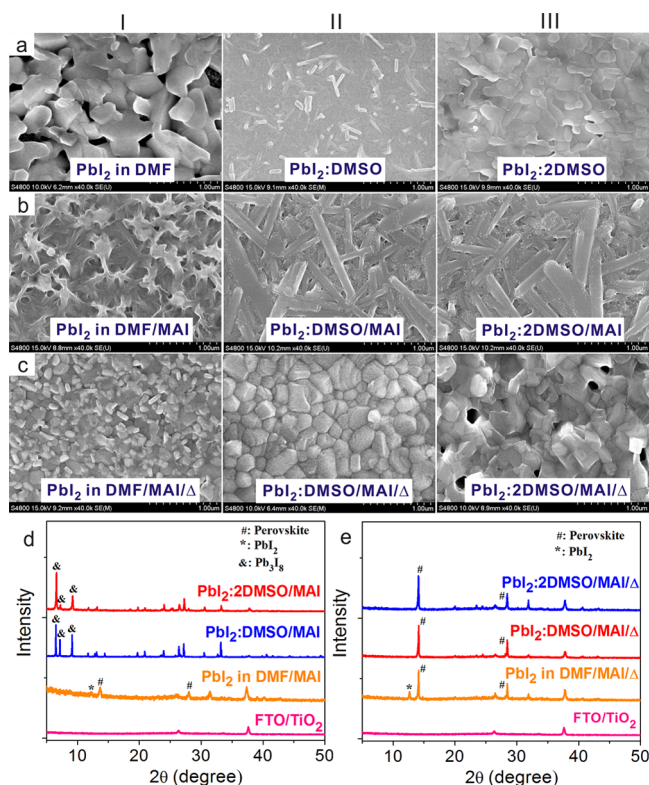 I II III
a
PbI2 in DMF
S4800 10.0kV 6.2mm x40.0k SE(U) 1.00um
PbI2:DMSO
S4800 15.0kV 9.1mm x40.0k SE(M) 1.00um
PbI2:2DMSO
S4800 15.0kV 9.9mm x40.0k SE(M) 1.00um
b
PbI2 in DMF/MAI
S4800 10.0kV 8.8mm x40.0k SE(U) 1.00um
PbI2:DMSO/MAI
S4800 15.0kV 10.2mm x40.0k SE(U) 1.00um
PbI2:2DMSO/MAI
S4800 15.0kV 10.2mm x40.0k SE(U) 1.00um
c
PbI2 in DMF/MAI/Δ
S4800 15.0kV 9.2mm x40.0k SE(M) 1.00um
PbI2:DMSO/MAI/Δ
S4800 10.0kV 6.4mm x40.0k SE(U) 1.00um
PbI2:2DMSO/MAI/Δ
S4800 10.0kV 8.9mm x40.0k SE(M) 1.00um
d
#: Perovskite
*: PbI2
&: Pb3I8
&
&
&
PbI2:2DMSO/MAI
&
&
&
PbI2:DMSO/MAI
PbI2 in DMF/MAI
*
#
#
FTO/TiO2
Intensity
10 20 30 40 50
2θ (degree)
e
#: Perovskite
*: PbI2
#
#
PbI2:2DMSO/MAI/Δ
#
#
PbI2:DMSO/MAI/Δ
*
#
#
PbI2 in DMF/MAI/Δ
FTO/TiO2
Intensity
10 20 30 40 50
2θ (degree)